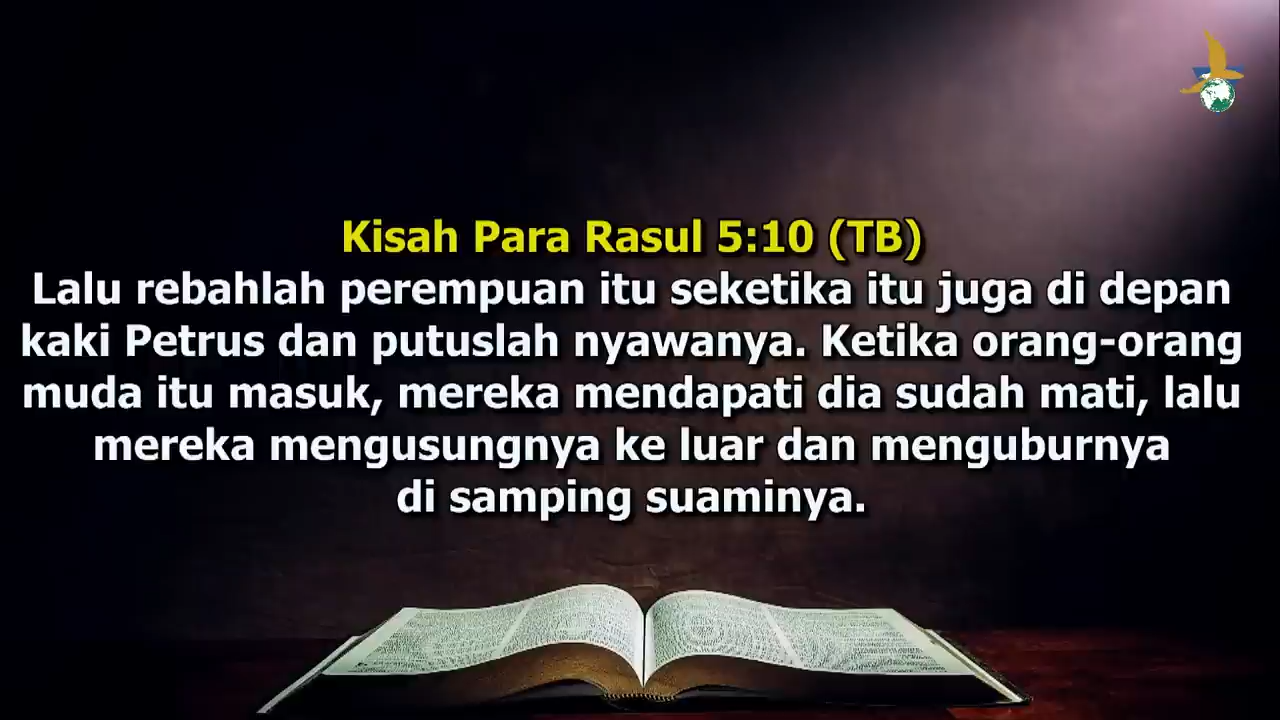 Kisah Para Rasul 5:10 (TB)
Lalu rebahlah perempuan itu seketika itu juga di depan
kaki Petrus dan putuslah nyawanya. Ketika orang-orang
muda itu masuk, mereka mendapati dia sudah mati, lalu
mereka mengusungnya ke luar dan menguburnya
di samping suaminya.